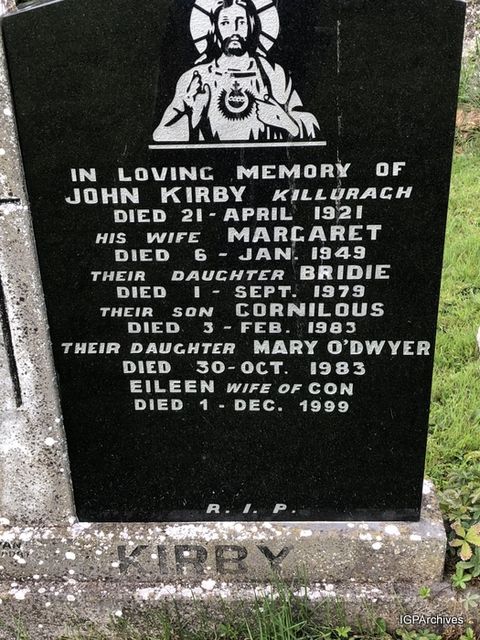 IN LOVING MEMORY OF
JOHN KIRBY KILLURAGH
DIED 21-APRIL 1921
HIS WIFE MARGARET
DIED 6 - JAN. 1949
THEIR DAUGHTER BRIDIE
DIED 1 - SEPT. 1979
THEIR SON CORNILOUS
DIED 3 - FEB. 1983
THEIR DAUGHTER MARY O'DWYER
DIED 30-OCT. 1983
EILEEN WIFE OF CON
DIED 1 - DEC. 1999
R. I. P.
KIRBY
IGPArchives